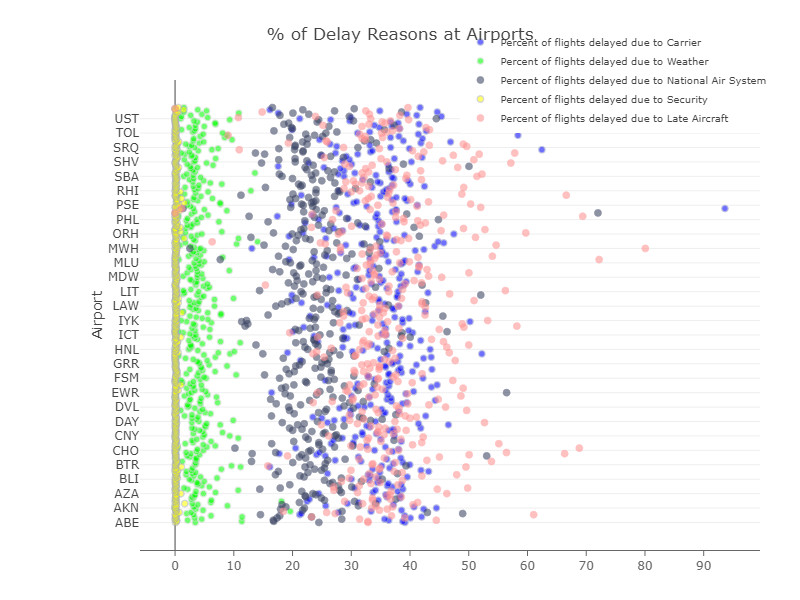 % of Delay Reasons at Airports
Percent of flights delayed due to Carrier
Percent of flights delayed due to Weather
Percent of flights delayed due to National Air System
Percent of flights delayed due to Security
Percent of flights delayed due to Late Aircraft
Airport
UST
TOL
SRQ
SHV
SBA
RHI
PSE
PHL
ORH
MWH
MLU
MDW
LIT
LAW
IYK
ICT
HNL
GRR
FSM
EWR
DVL
DAY
CNY
CHO
BTR
BLI
AZA
AKN
ABE
0 10 20 30 40 50 60 70 80 90